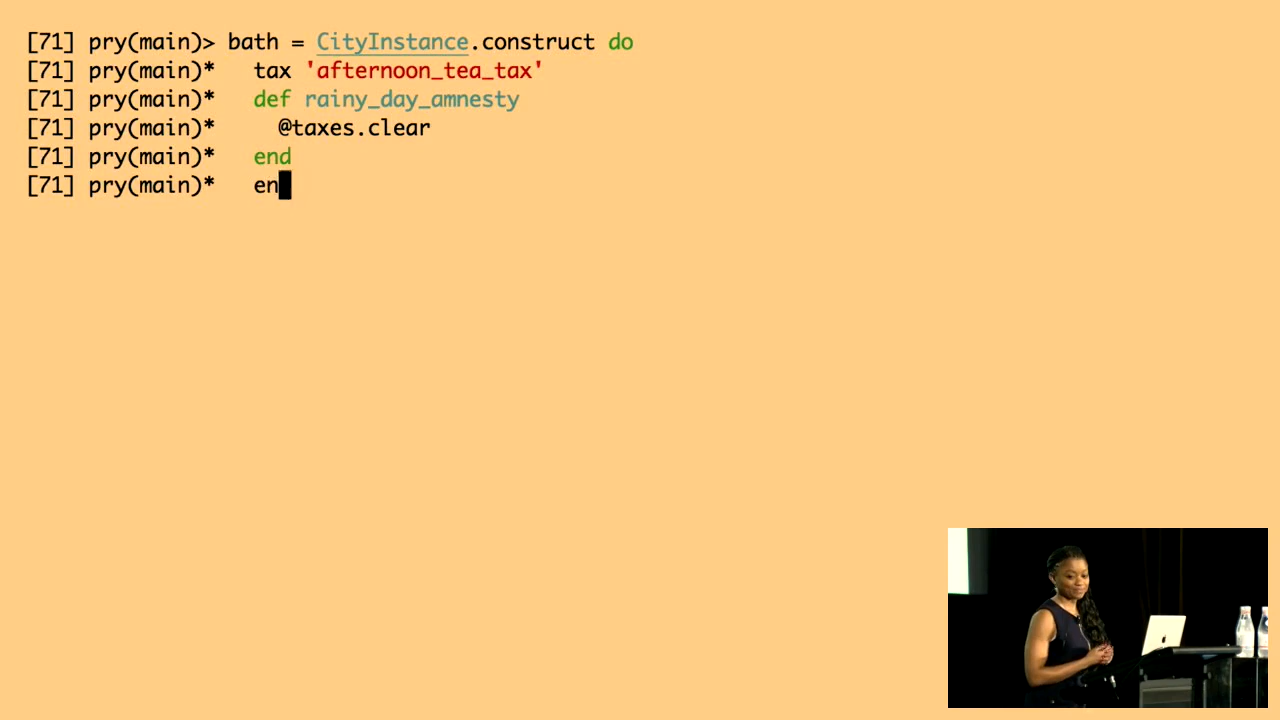 [71] pry(main)> bath = CityInstance.construct do
[71] pry(main)*   tax 'afternoon_tea_tax'
[71] pry(main)*   def rainy_day_amnesty
[71] pry(main)*     @taxes.clear
[71] pry(main)*   end
[71] pry(main)*   en